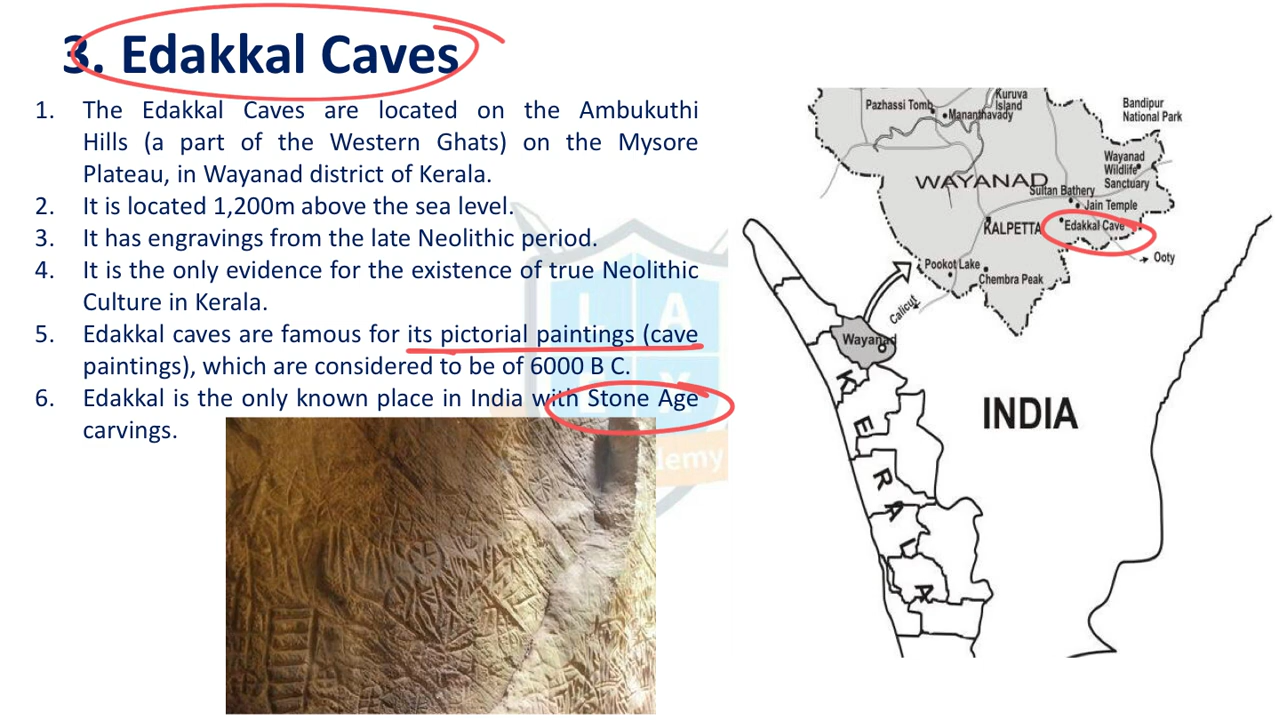 3. Edakkal Caves
1. The Edakkal Caves are located on the Ambukuthi
Hills (a part of the Western Ghats) on the Mysore
Plateau, in Wayanad district of Kerala.
2. It is located 1,200m above the sea level.
3. It has engravings from the late Neolithic period.
4. It is the only evidence for the existence of true Neolithic
Culture in Kerala.
5. Edakkal caves are famous for its pictorial paintings (cave
paintings), which are considered to be of 6000 B C.
6. Edakkal is the only known place in India with Stone Age
carvings.
Kuruva
Island
Pazhassi Tomb
Mananthavady
Bandipur
National Park
Wayanad
Wildlife
Sanctuary
WAYANAD
Sultan Bathery
Jain Temple
KALPETTA
Edakkal Cave
Ooty
Pookot Lake
Chembra Peak
Calicut
Wayanad
KERALA
INDIA
L A
X
demy